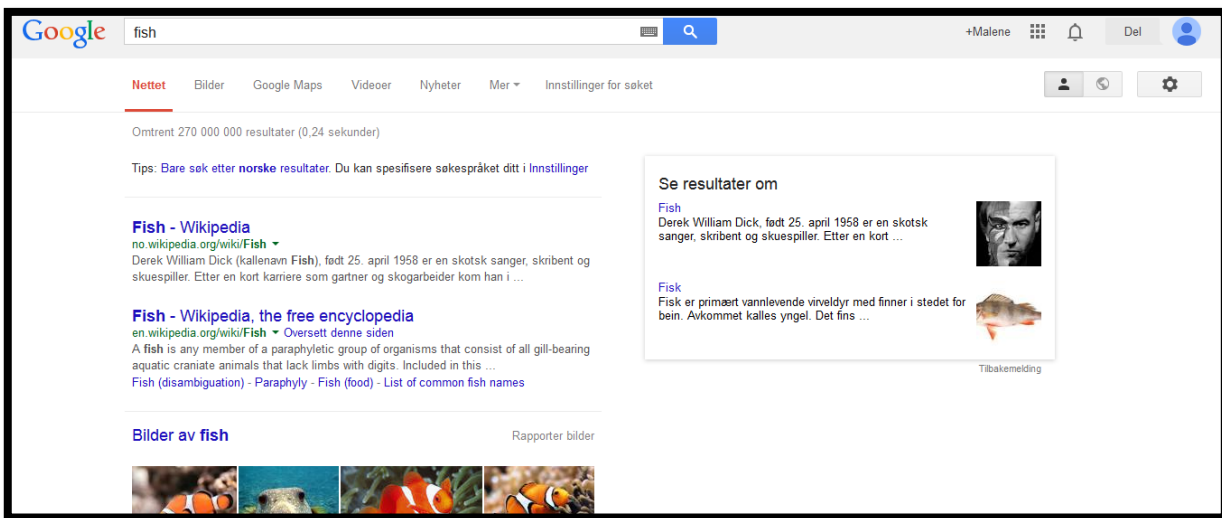 Google fish +Malene Del
Nettet Bilder Google Maps Videoer Nyheter Mer Innstillinger for søket
Omtrent 270 000 000 resultater (0,24 sekunder)
Tips: Bare søk etter norske resultater. Du kan spesifisere søkespråket ditt i Innstillinger
Fish - Wikipedia
no.wikipedia.org/wiki/Fish
Derek William Dick (kallenavn Fish), født 25. april 1958 er en skotsk sanger, skribent og
skuespiller. Etter en kort karriere som gartner og skogarbeider kom han i ...
Fish - Wikipedia, the free encyclopedia
en.wikipedia.org/wiki/Fish Oversett denne siden
A fish is any member of a paraphyletic group of organisms that consist of all gill-bearing
aquatic craniate animals that lack limbs with digits. Included in this ...
Fish (disambiguation) - Paraphyly - Fish (food) - List of common fish names
Bilder av fish
Rapporter bilder
Se resultater om
Fish
Derek William Dick, født 25. april 1958 er en skotsk
sanger, skribent og skuespiller. Etter en kort ...
Fisk
Fisk er primært vannlevende virveldyr med finner i stedet for
bein. Avkommet kalles yngel. Det fins ...
Tilbakemelding